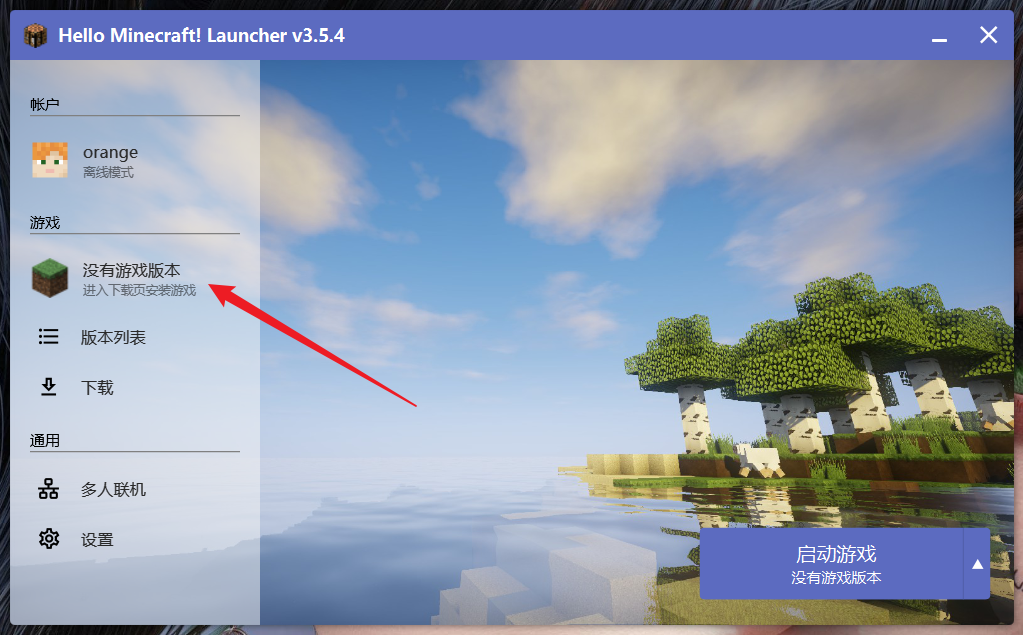 Hello Minecraft! Launcher v3.5.4
帐户
orange
离线模式
游戏
没有游戏版本
进入下载页安装游戏
版本列表
下载
通用
多人联机
设置
启动游戏
没有游戏版本